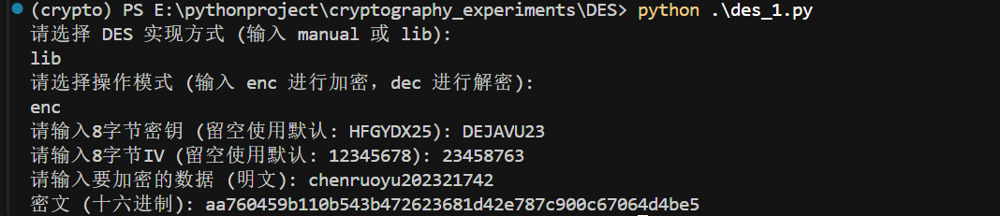 (crypto) PS E:\pythonproject\cryptography_experiments\DES> python .\des_1.py
请选择 DES 实现方式 (输入 manual 或 lib):
lib
请选择操作模式 (输入 enc 进行加密，dec 进行解密):
enc
请输入8字节密钥 (留空使用默认: HFGYDX25): DEJAVU23
请输入8字节IV (留空使用默认: 12345678): 23458763
请输入要加密的数据 (明文): chenruoyu202321742
密文 (十六进制): aa760459b110b543b472623681d42e787c900c67064d4be5